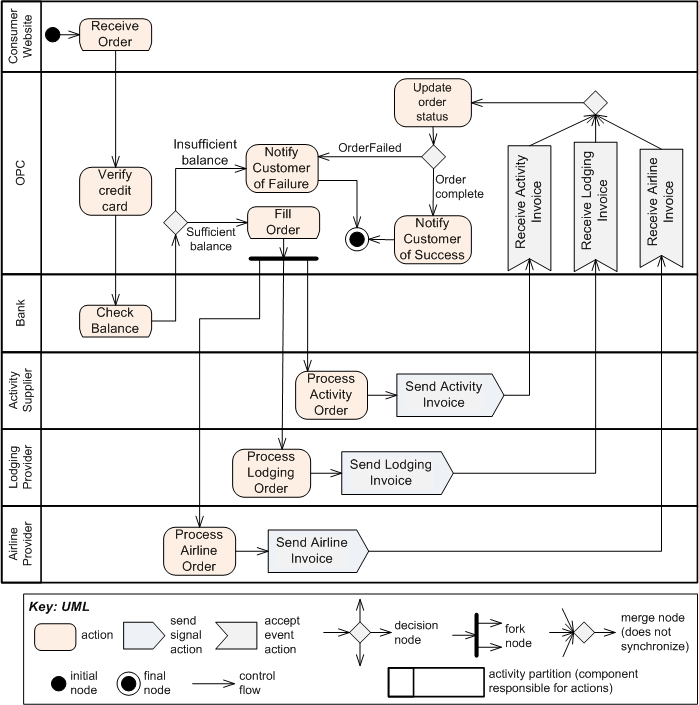 Consumer
Website
Receive
Order
OPC
Verify
credit
card
Insufficient
balance
Sufficient
balance
Notify
Customer
of Failure
Fill
Order
OrderFailed
Update
order
status
Order
complete
Notify
Customer
of Success
Receive Activity
Invoice
Receive Lodging
Invoice
Receive Airline
Invoice
Bank
Check
Balance
Activity
Supplier
Process
Activity
Order
Send Activity
Invoice
Lodging
Provider
Process
Lodging
Order
Send Lodging
Invoice
Airline
Provider
Process
Airline
Order
Send Airline
Invoice
Key: UML
action
send
signal
action
accept
event
action
decision
node
fork
node
merge node
(does not
synchronize)
initial
node
final
node
control
flow
activity partition (component
responsible for actions)